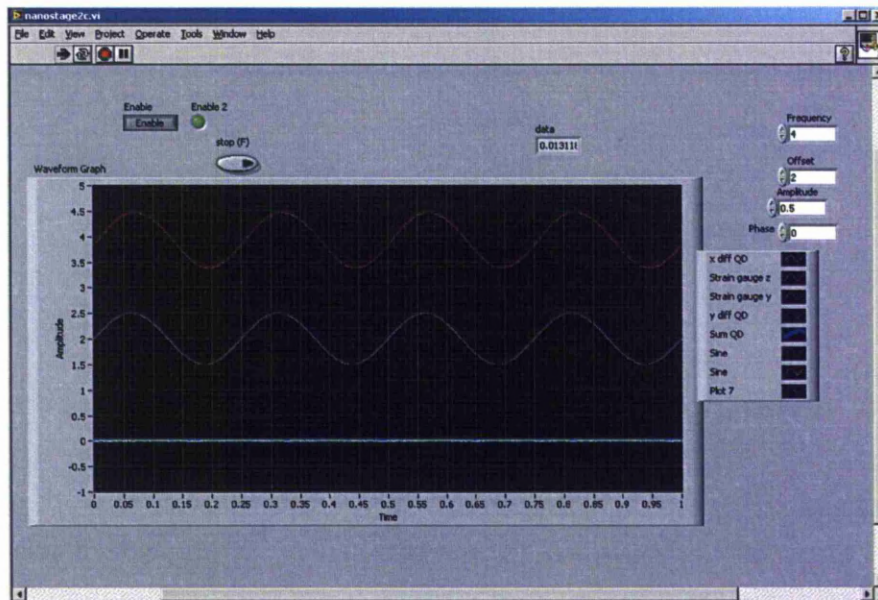 nanostage2c.vi
File Edit View Project Operate Tools Window Help
Enable
Enable 2
Enable
stop (F)
data
0.01311
Frequency
4
Offset
2
Amplitude
0.5
Phase
0
Waveform Graph
5
4.5
4
3.5
3
2.5
2
1.5
1
0.5
0
-0.5
-1
Amplitude
0 0.05 0.1 0.15 0.2 0.25 0.3 0.35 0.4 0.45 0.5 0.55 0.6 0.65 0.7 0.75 0.8 0.85 0.9 0.95 1
Time
x diff QD
Strain gauge z
Strain gauge y
y diff QD
Sum QD
Sine
Sine
Plot 7